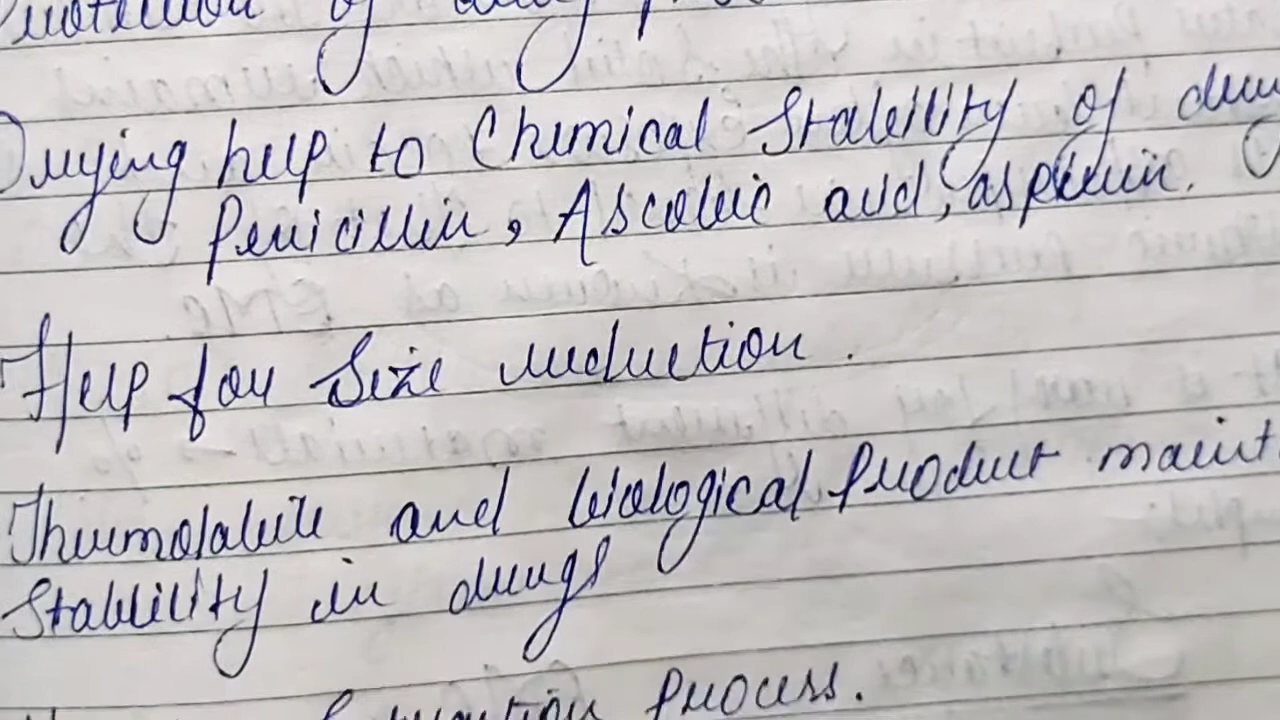 of
Drying help to Chemical Stability of
Penicillin, Ascorbic acid, aspirin.
Help for Size reduction.
Thermolabile and biological Product
Stability in drugs
Process.